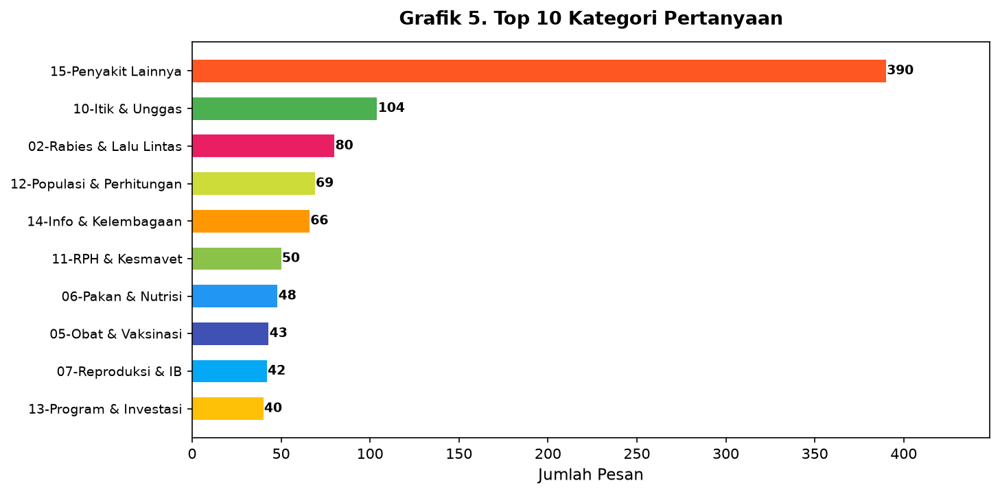 Grafik 5. Top 10 Kategori Pertanyaan
15-Penyakit Lainnya 390
10-Itik & Unggas 104
02-Rabies & Lalu Lintas 80
12-Populasi & Perhitungan 69
14-Info & Kelembagaan 66
11-RPH & Kesmavet 50
06-Pakan & Nutrisi 48
05-Obat & Vaksinasi 43
07-Reproduksi & IB 42
13-Program & Investasi 40
0 50 100 150 200 250 300 350 400
Jumlah Pesan